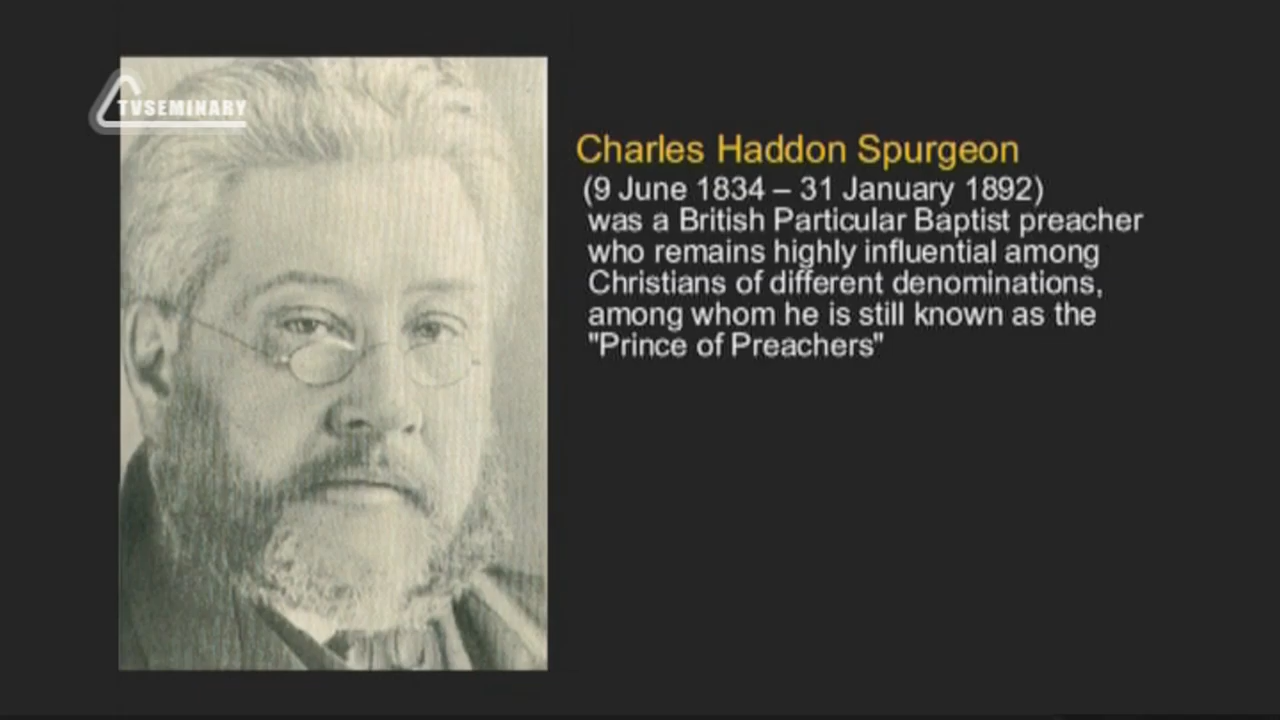 TVSEMINARY
Charles Haddon Spurgeon
(9 June 1834 – 31 January 1892)
was a British Particular Baptist preacher
who remains highly influential among
Christians of different denominations,
among whom he is still known as the
"Prince of Preachers"